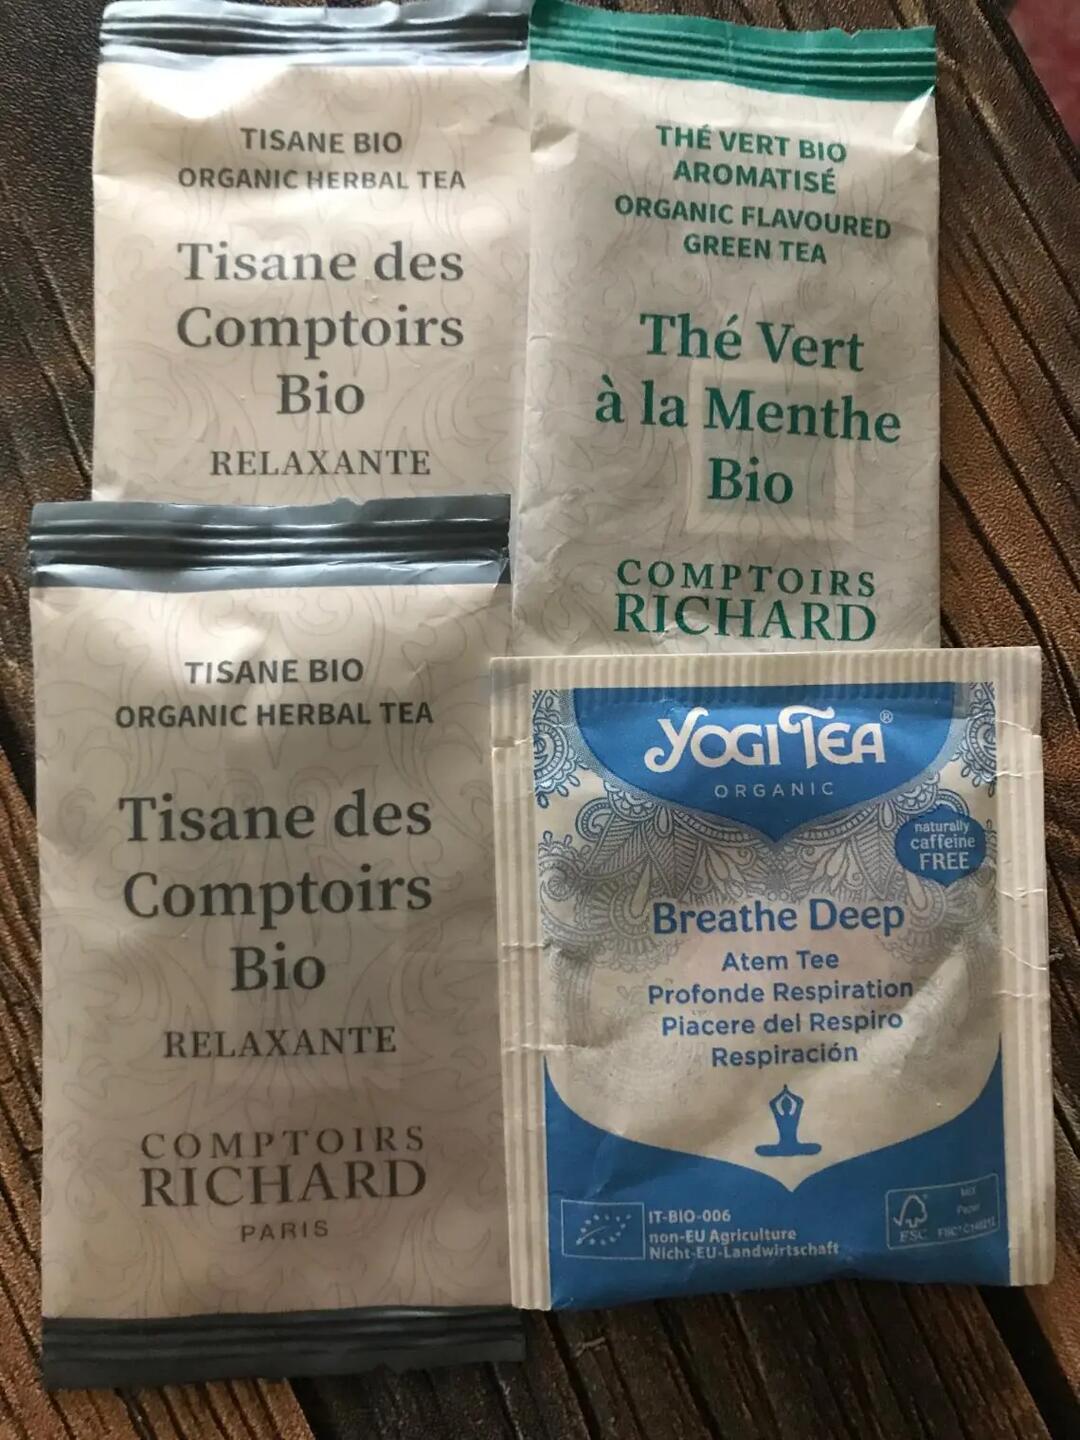 TISANE BIO
ORGANIC HERBAL TEA
Tisane des
Comptoirs
Bio
RELAXANTE
THÉ VERT BIO
AROMATISÉ
ORGANIC FLAVOURED
GREEN TEA
Thé Vert
à la Menthe
Bio
COMPTOIRS
RICHARD
TISANE BIO
ORGANIC HERBAL TEA
Tisane des
Comptoirs
Bio
RELAXANTE
COMPTOIRS
RICHARD
PARIS
YOGI TEA®
ORGANIC
naturally
caffeine
FREE
Breathe Deep
Atem Tee
Profonde Respiration
Piacere del Respiro
Respiración
IT-BIO-006
non-EU Agriculture
Nicht-EU-Landwirtschaft
FSC
MIX
Paper